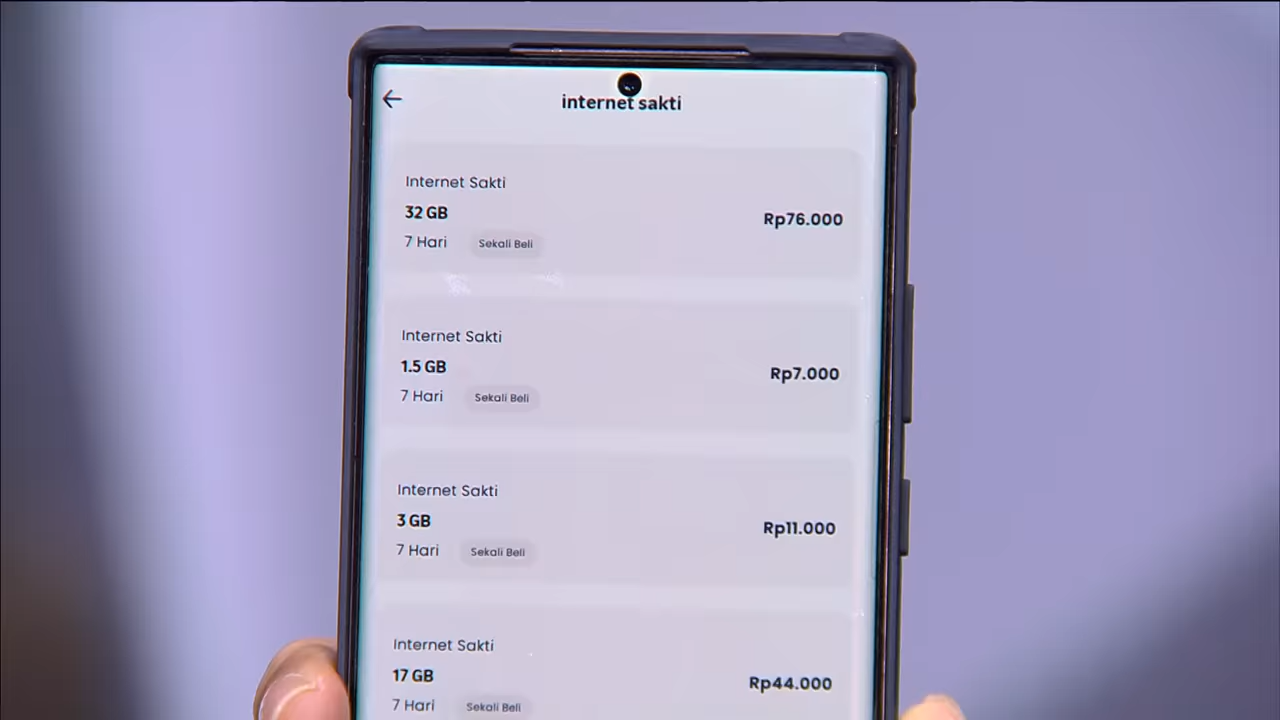 internet sakti
Internet Sakti
32 GB
Rp76.000
7 Hari
Sekali Beli
Internet Sakti
1.5 GB
Rp7.000
7 Hari
Sekali Beli
Internet Sakti
3 GB
Rp11.000
7 Hari
Sekali Beli
Internet Sakti
17 GB
Rp44.000
7 Hari
Sekali Beli